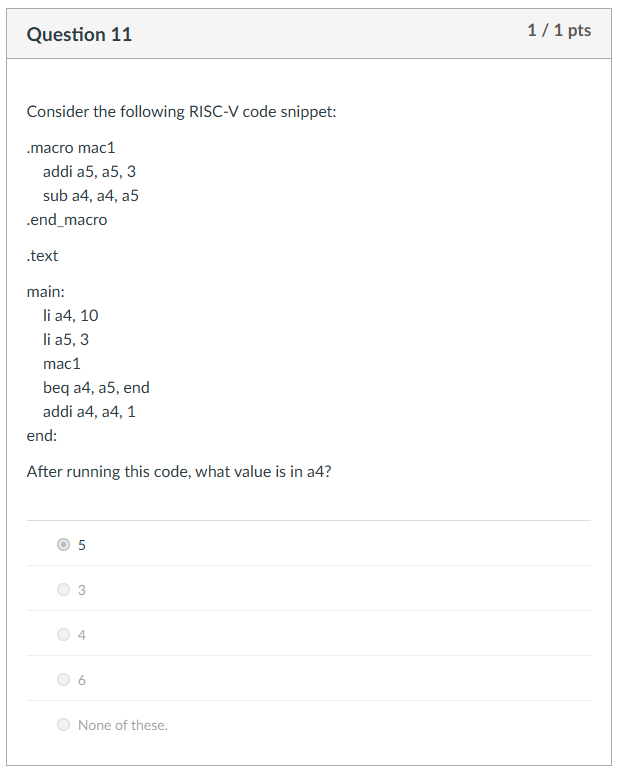 Question 11
1 / 1 pts
Consider the following RISC-V code snippet:
.macro mac1
addi a5, a5, 3
sub a4, a4, a5
.end_macro
.text
main:
li a4, 10
li a5, 3
mac1
beq a4, a5, end
addi a4, a4, 1
end:
After running this code, what value is in a4?
5
3
4
6
None of these.